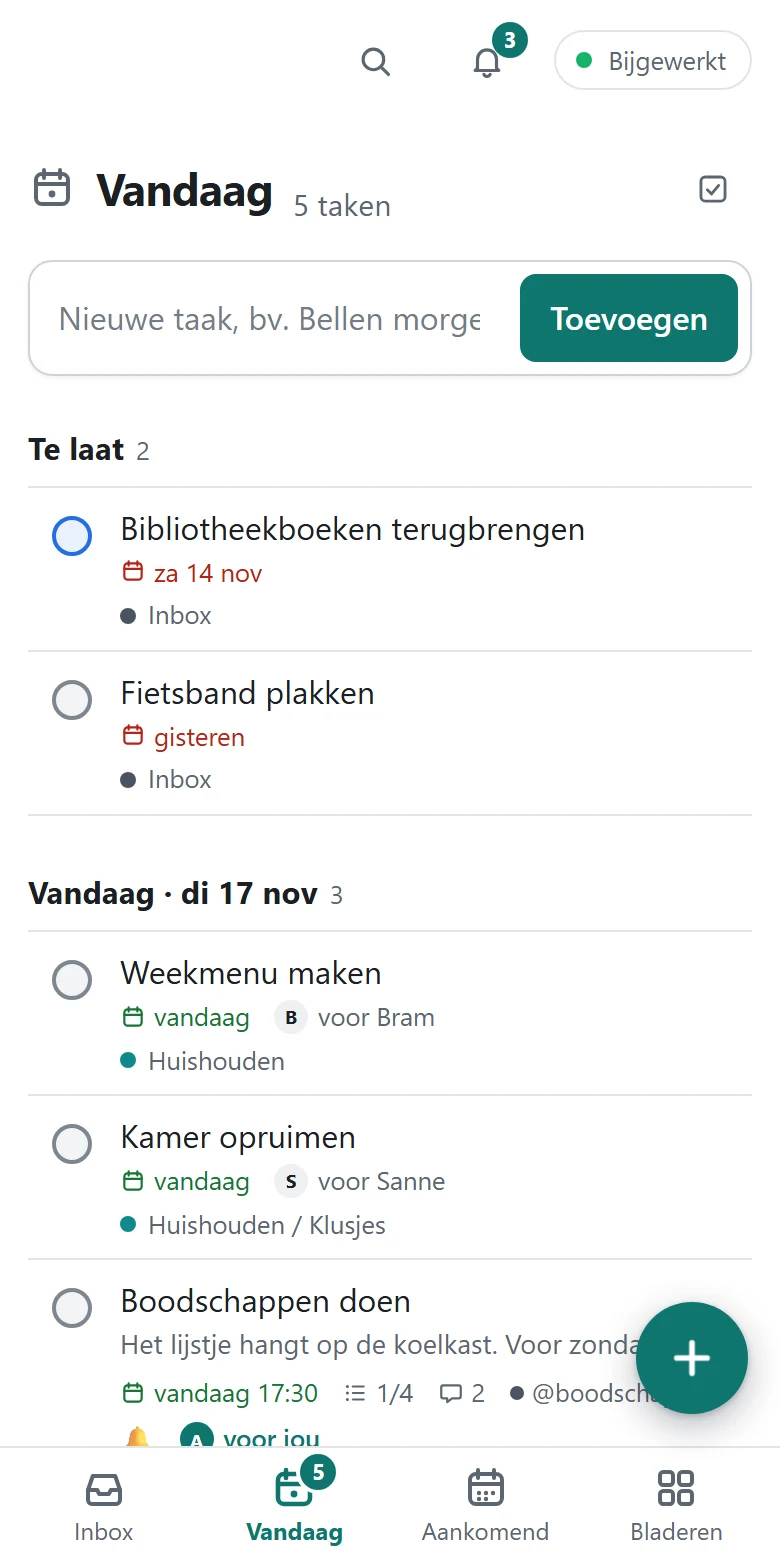 3
Bijgewerkt
Vandaag 5 taken
Nieuwe taak, bv. Bellen morge
Toevoegen
Te laat 2
Bibliotheekboeken terugbrengen
za 14 nov
Inbox
Fietsband plakken
gisteren
Inbox
Vandaag · di 17 nov 3
Weekmenu maken
vandaag B voor Bram
Huishouden
Kamer opruimen
vandaag S voor Sanne
Huishouden / Klusjes
Boodschappen doen
Het lijstje hangt op de koelkast. Voor zonda
vandaag 17:30 1/4 2 @boodscha
A voor jou
5
Inbox Vandaag Aankomend Bladeren